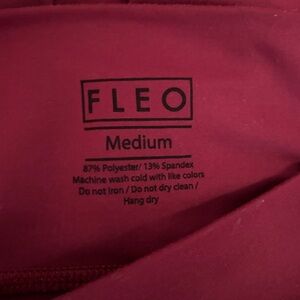 FLEO
Medium
87% Polyester/ 13% Spandex
Machine wash cold with like colors
Do not Iron / Do not dry clean /
Hang dry